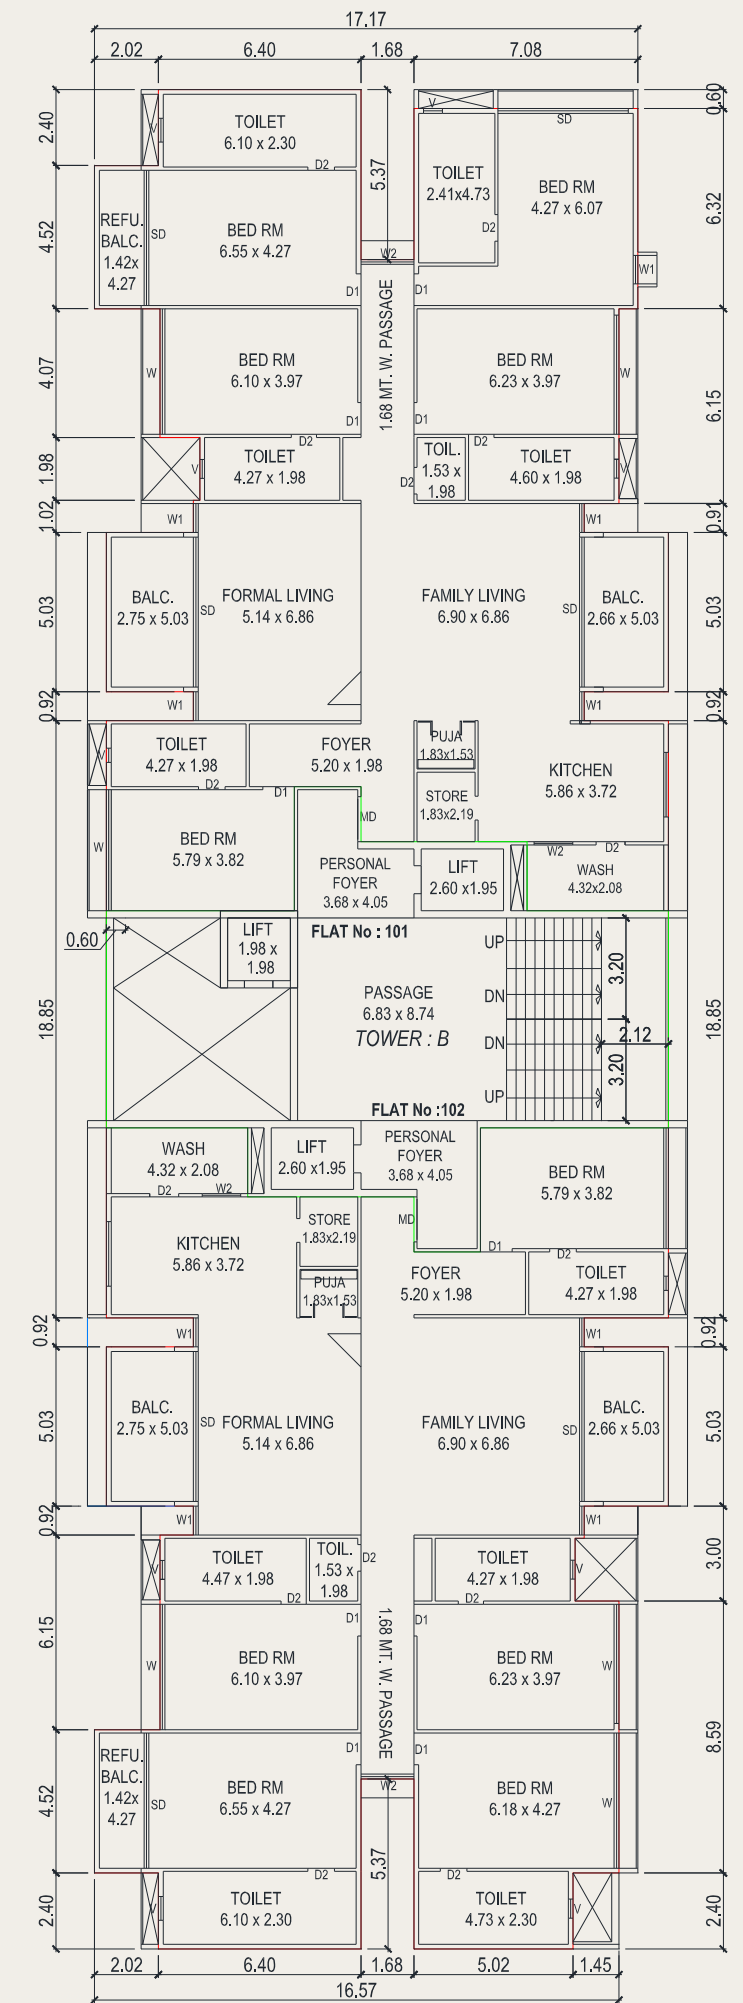 17.17
2.02 6.40 1.68 7.08
0.60
V
SD
2.40
V
TOILET
6.10 x 2.30
D2
5.37
TOILET
2.41x4.73
D2
BED RM
4.27 x 6.07
6.32
4.52
REFU.
BALC.
1.42x
4.27
SD
BED RM
6.55 x 4.27
D1
W2
D1
W1
1.68 MT. W. PASSAGE
4.07
W
BED RM
6.10 x 3.97
D1
BED RM
6.23 x 3.97
D1
W
6.15
1.98
V
D2
TOILET
4.27 x 1.98
TOIL.
1.53 x
1.98
D2
D2
TOILET
4.60 x 1.98
V
1.02
W1
W1
0.91
5.03
BALC.
2.75 x 5.03
SD
FORMAL LIVING
5.14 x 6.86
FAMILY LIVING
6.90 x 6.86
SD
BALC.
2.66 x 5.03
5.03
0.92
W1
W1
0.92
V
TOILET
4.27 x 1.98
D2
FOYER
5.20 x 1.98
PUJA
1.83x1.53
KITCHEN
5.86 x 3.72
D1
STORE
1.83x2.19
MD
W
BED RM
5.79 x 3.82
PERSONAL
FOYER
3.68 x 4.05
LIFT
2.60 x1.95
W2
D2
WASH
4.32x2.08
0.60
LIFT
1.98 x
1.98
FLAT No : 101
UP
3.20
18.85
PASSAGE
6.83 x 8.74
TOWER : B
DN
DN
2.12
18.85
3.20
UP
FLAT No :102
WASH
4.32 x 2.08
D2
W2
LIFT
2.60 x1.95
PERSONAL
FOYER
3.68 x 4.05
BED RM
5.79 x 3.82
KITCHEN
5.86 x 3.72
STORE
1.83x2.19
MD
D1
D2
PUJA
1.83x1.53
FOYER
5.20 x 1.98
TOILET
4.27 x 1.98
V
0.92
W1
W1
0.92
5.03
BALC.
2.75 x 5.03
SD
FORMAL LIVING
5.14 x 6.86
FAMILY LIVING
6.90 x 6.86
SD
BALC.
2.66 x 5.03
5.03
0.92
W1
W1
V
TOILET
4.47 x 1.98
D2
TOIL.
1.53 x
1.98
D2
TOILET
4.27 x 1.98
D2
V
3.00
6.15
W
BED RM
6.10 x 3.97
D1
1.68 MT. W. PASSAGE
D1
BED RM
6.23 x 3.97
W
8.59
4.52
REFU.
BALC.
1.42x
4.27
SD
BED RM
6.55 x 4.27
D1
W2
D1
BED RM
6.18 x 4.27
W
2.40
V
TOILET
6.10 x 2.30
D2
5.37
D2
TOILET
4.73 x 2.30
V
2.40
2.02 6.40 1.68 5.02 1.45
16.57